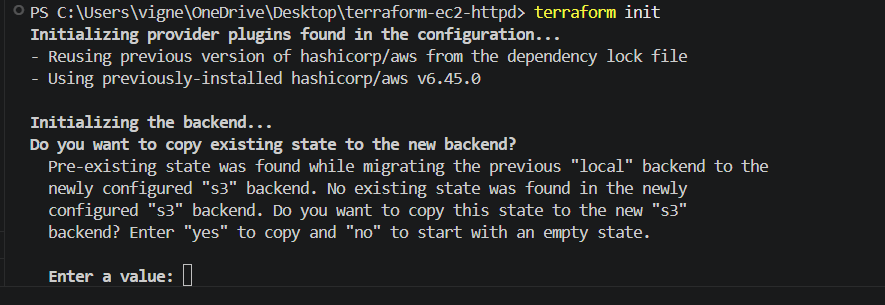 PS C:\Users\vigne\OneDrive\Desktop\terraform-ec2-httpd> terraform init
Initializing provider plugins found in the configuration...
- Reusing previous version of hashicorp/aws from the dependency lock file
- Using previously-installed hashicorp/aws v6.45.0
Initializing the backend...
Do you want to copy existing state to the new backend?
Pre-existing state was found while migrating the previous "local" backend to the
newly configured "s3" backend. No existing state was found in the newly
configured "s3" backend. Do you want to copy this state to the new "s3"
backend? Enter "yes" to copy and "no" to start with an empty state.
Enter a value: